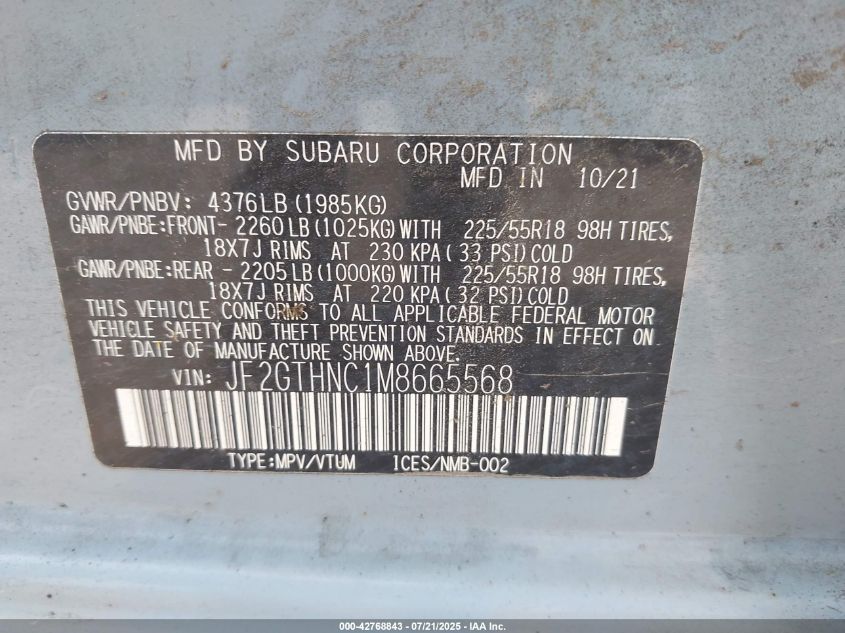 MFD BY SUBARU CORPORATION
MFD IN 10/21
GVWR/PNBV: 4376LB (1985KG)
GAWR/PNBE:FRONT- 2260 LB (1025KG) WITH 225/55R18 98H TIRES,
18X7J RIMS AT 230 KPA ( 33 PSI) COLD
GAWR/PNBE:REAR - 2205 LB (1000KG) WITH 225/55R18 98H TIRES,
18X7J RIMS AT 220 KPA ( 32 PSI) COLD
THIS VEHICLE CONFORMS TO ALL APPLICABLE FEDERAL MOTOR
VEHICLE SAFETY AND THEFT PREVENTION STANDARDS IN EFFECT ON
THE DATE OF MANUFACTURE SHOWN ABOVE.
VIN: JF2GTHNC1M8665568
TYPE:MPV/VTUM ICES/NMB-002
000-42768843 - 07/21/2025 - IAA Inc.